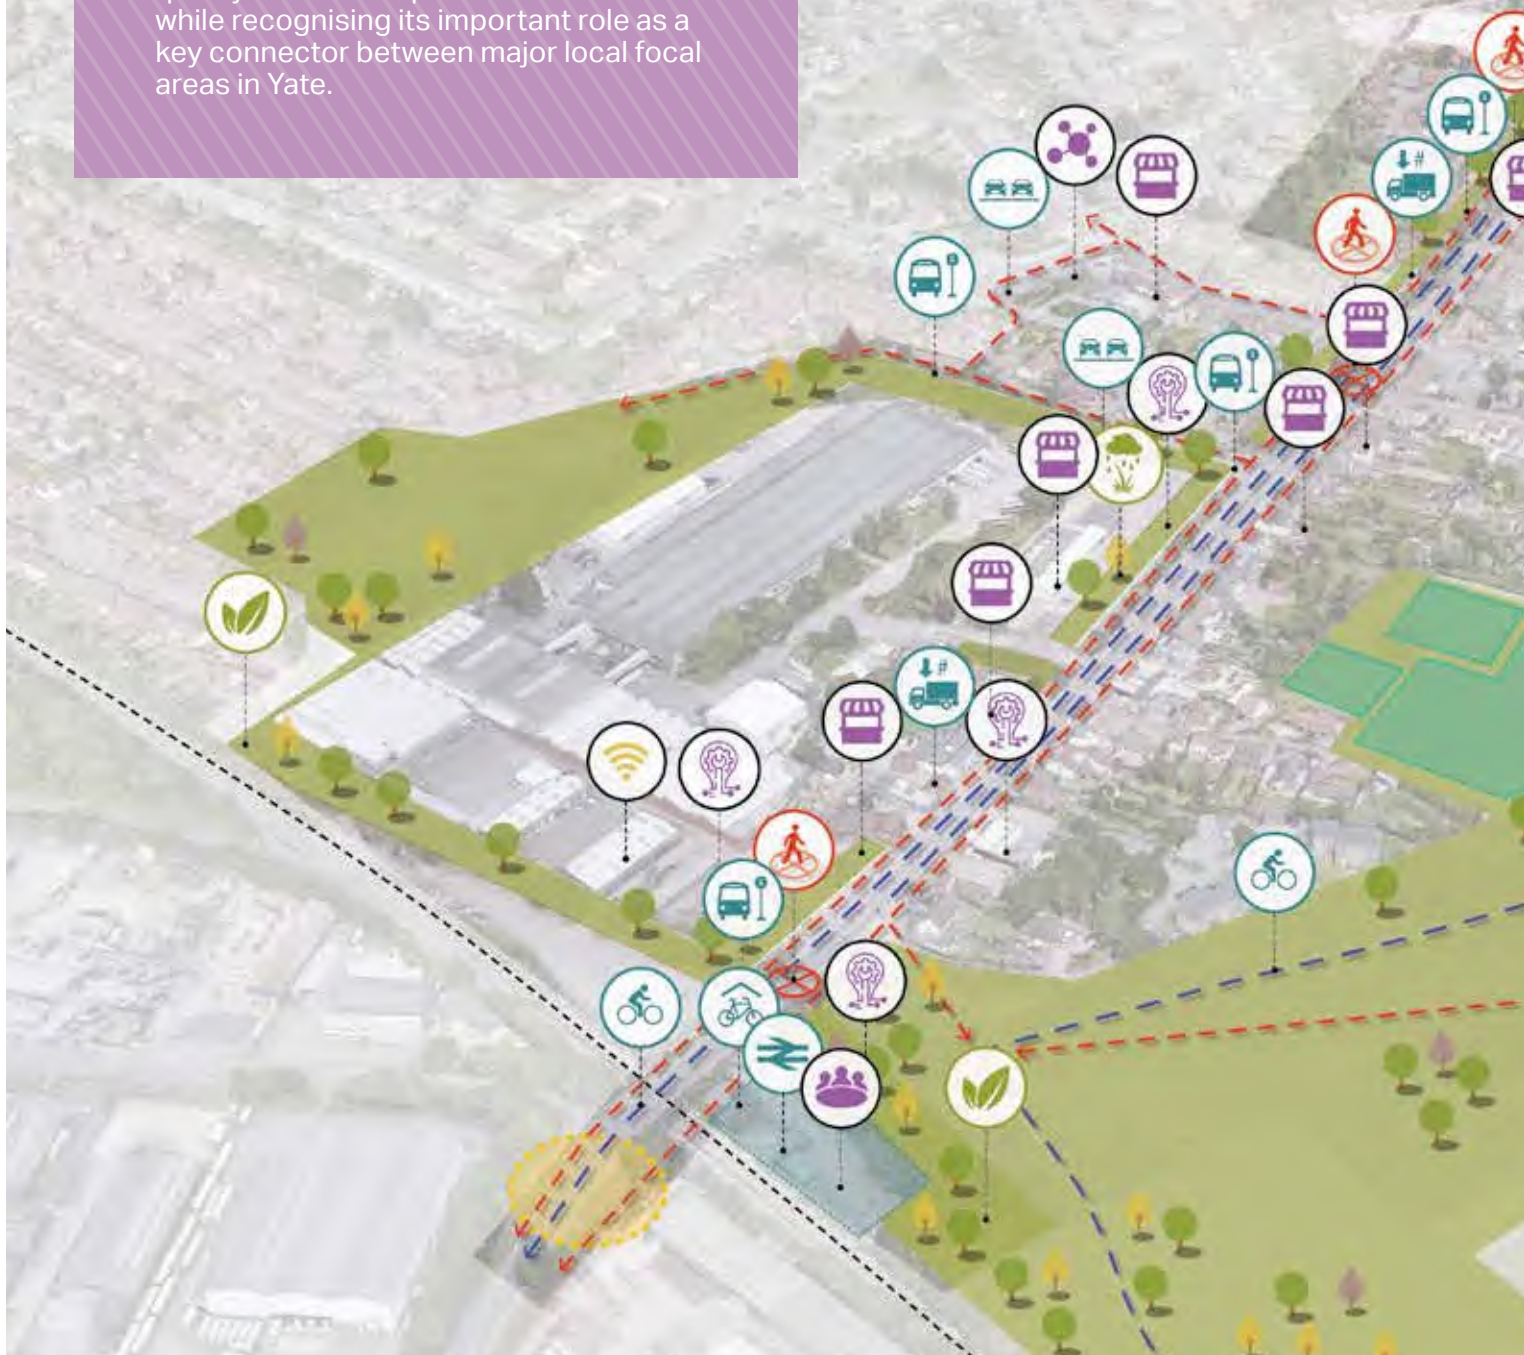 while recognising its important role as a
key connector between major local focal
areas in Yate.